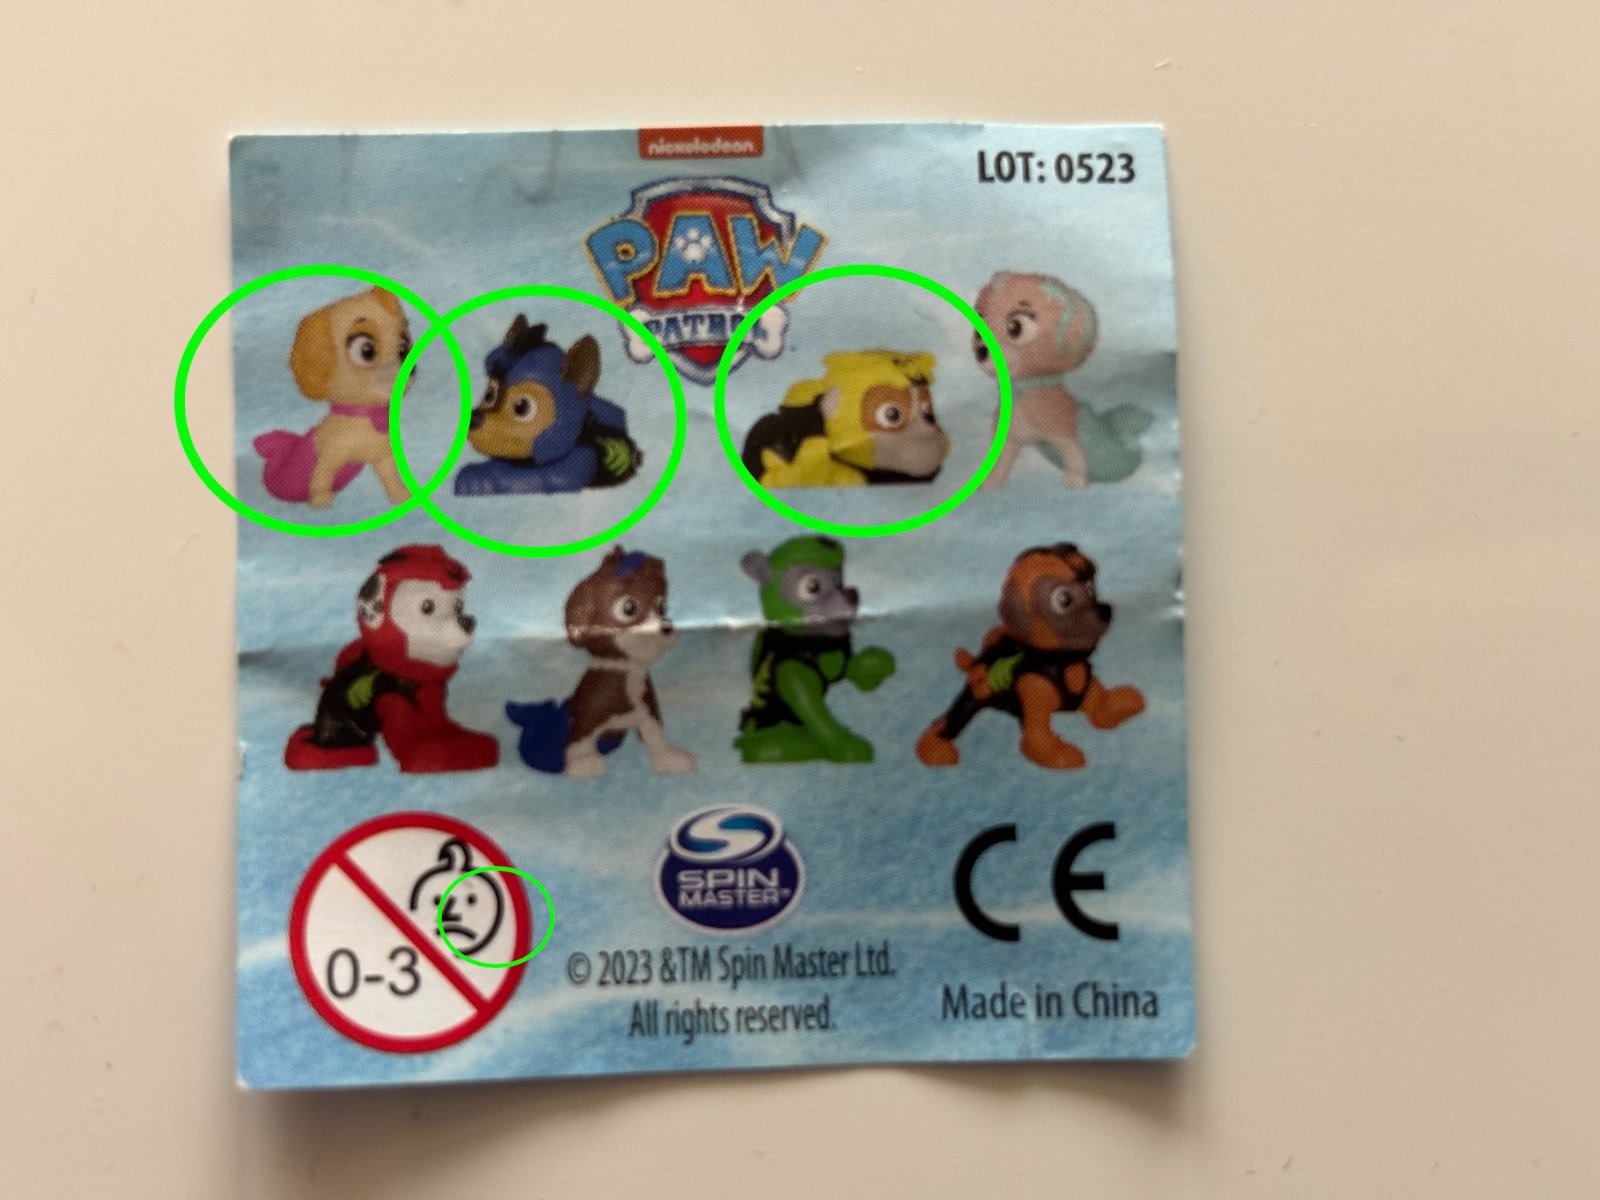 nickelodeon
LOT: 0523
PAW
PATROL
0-3
SPIN
MASTER™
© 2023 &TM Spin Master Ltd.
All rights reserved.
CE
Made in China